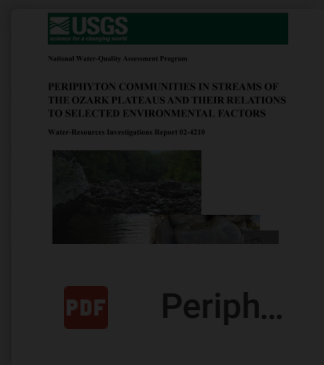 USGS
science for a changing world
National Water-Quality Assessment Program
PERIPHYTON COMMUNITIES IN STREAMS OF
THE OZARK PLATEAUS AND THEIR RELATIONS
TO SELECTED ENVIRONMENTAL FACTORS
Water-Resources Investigations Report 02-4210
PDF
Periph...